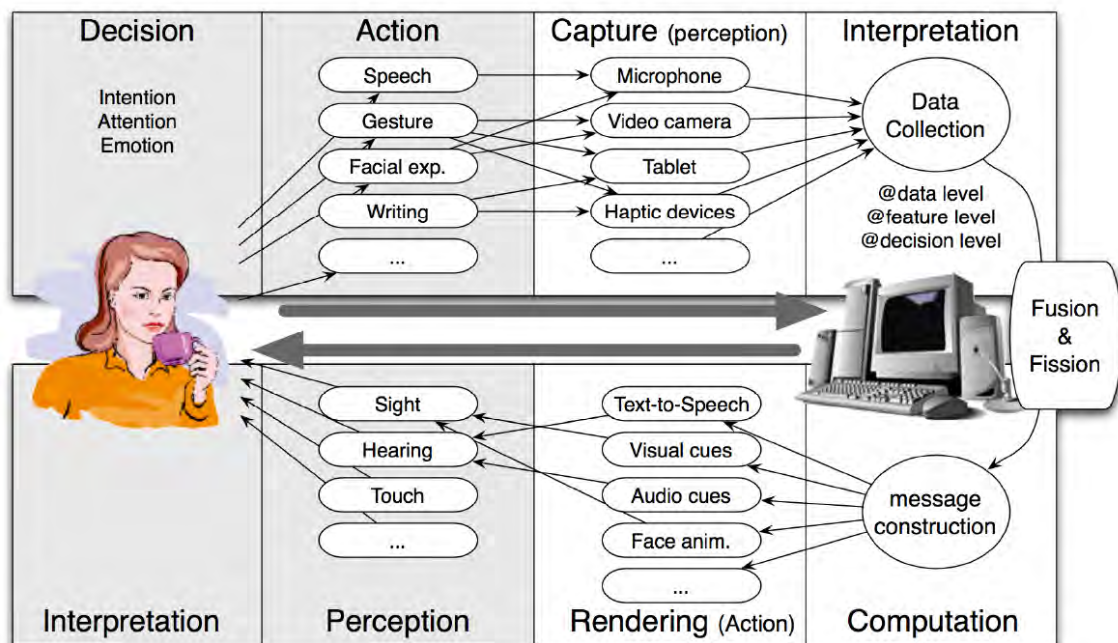 Decision
Action
Capture (perception)
Interpretation
Intention
Attention
Emotion
Speech
Gesture
Facial exp.
Writing
...
Microphone
Video camera
Tablet
Haptic devices
...
Data
Collection
@data level
@feature level
@decision level
Fusion
&
Fission
Sight
Hearing
Touch
...
Text-to-Speech
Visual cues
Audio cues
Face anim.
...
message
construction
Interpretation
Perception
Rendering (Action)
Computation